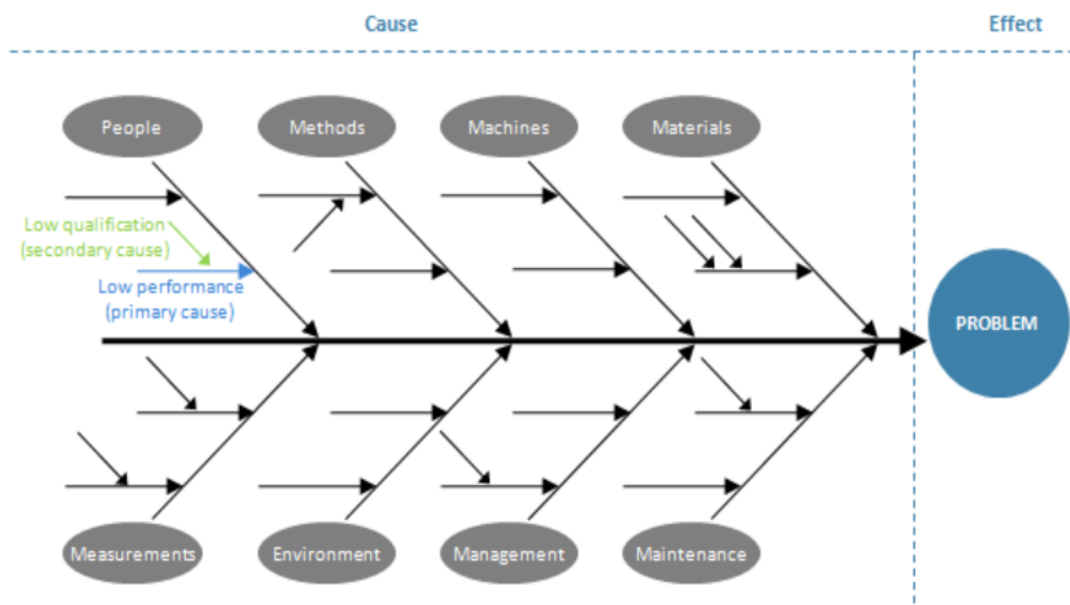 Cause
Effect
People
Methods
Machines
Materials
Low qualification
(secondary cause)
Low performance
(primary cause)
PROBLEM
Measurements
Environment
Management
Maintenance